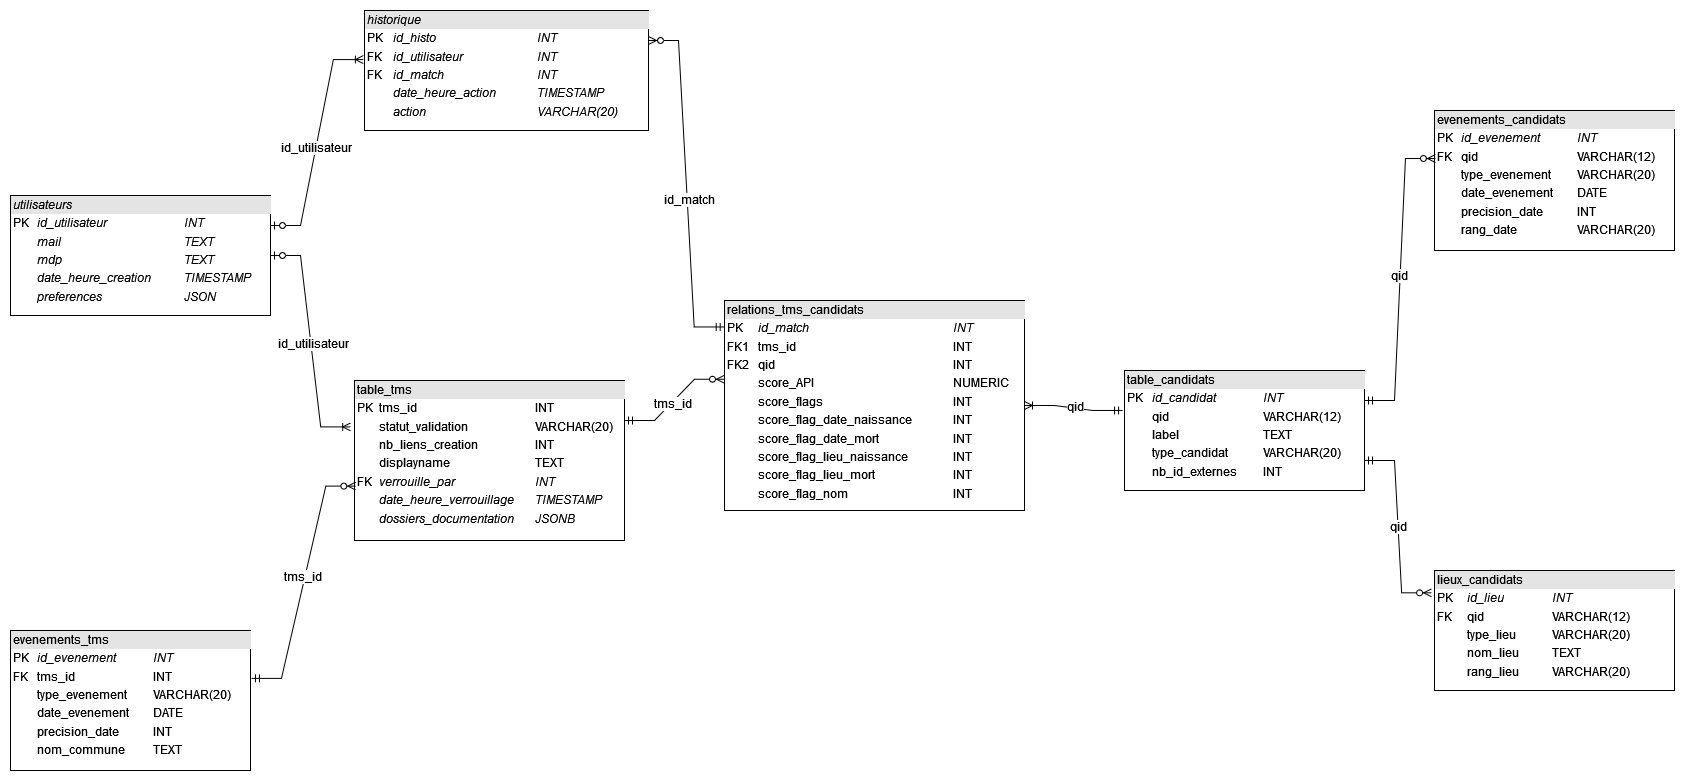 historique
PK id_histo INT
FK id_utilisateur INT
FK id_match INT
date_heure_action TIMESTAMP
action VARCHAR(20)
id_utilisateur
id_match
utilisateurs
PK id_utilisateur INT
mail TEXT
mdp TEXT
date_heure_creation TIMESTAMP
preferences JSON
id_utilisateur
table_tms
PK tms_id INT
statut_validation VARCHAR(20)
nb_liens_creation INT
displayname TEXT
FK verrouille_par INT
date_heure_verrouillage TIMESTAMP
dossiers_documentation JSONB
tms_id
tms_id
evenements_tms
PK id_evenement INT
FK tms_id INT
type_evenement VARCHAR(20)
date_evenement DATE
precision_date INT
nom_commune TEXT
relations_tms_candidats
PK id_match INT
FK1 tms_id INT
FK2 qid INT
score_API NUMERIC
score_flags INT
score_flag_date_naissance INT
score_flag_date_mort INT
score_flag_lieu_naissance INT
score_flag_lieu_mort INT
score_flag_nom INT
qid
table_candidats
PK id_candidat INT
qid VARCHAR(12)
label TEXT
type_candidat VARCHAR(20)
nb_id_externes INT
qid
evenements_candidats
PK id_evenement INT
FK qid VARCHAR(12)
type_evenement VARCHAR(20)
date_evenement DATE
precision_date INT
rang_date VARCHAR(20)
qid
lieux_candidats
PK id_lieu INT
FK qid VARCHAR(12)
type_lieu VARCHAR(20)
nom_lieu TEXT
rang_lieu VARCHAR(20)